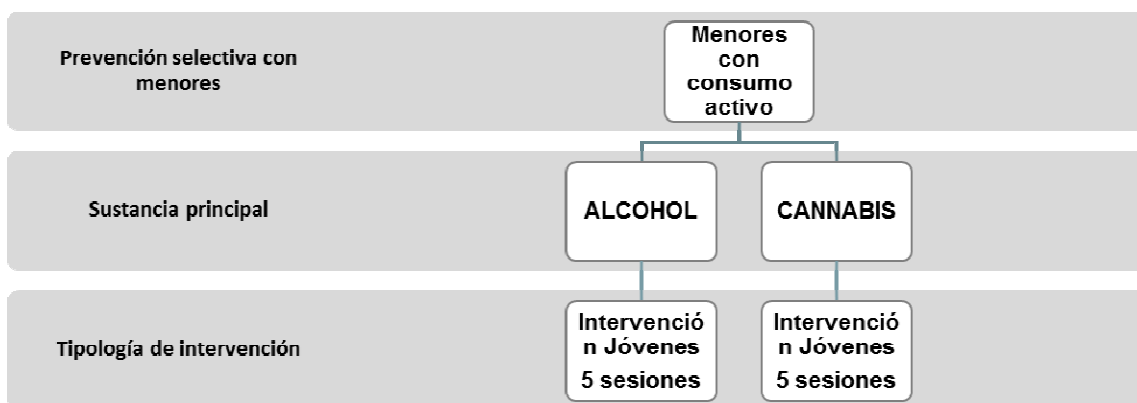 Prevención selectiva con
menores
Menores
con
consumo
activo
Sustancia principal
ALCOHOL
CANNABIS
Tipología de intervención
Intervenció
n Jóvenes
5 sesiones
Intervenció
n Jóvenes
5 sesiones